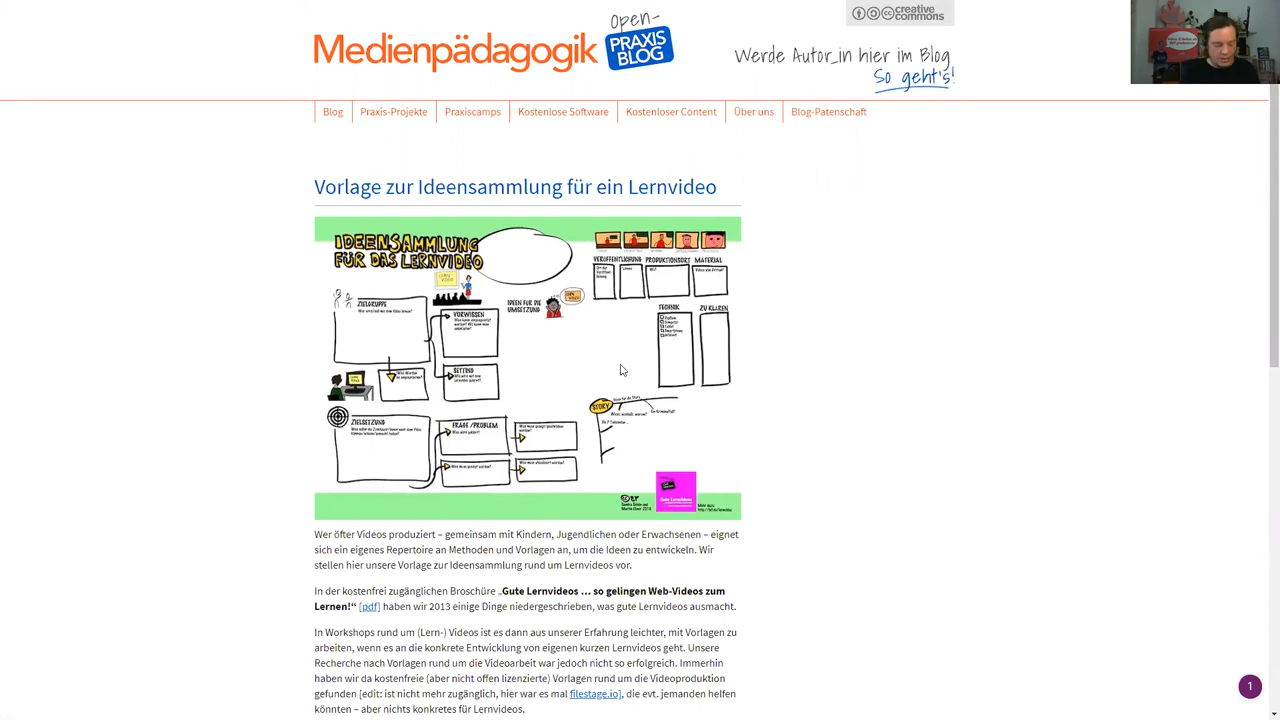 Medienpädagogik
open-
PRAXIS
BLOG
creative
commons
Werde Autor_in hier im Blog
So geht's!
Blog
Praxis-Projekte
Praxiscamps
Kostenlose Software
Kostenloser Content
Über uns
Blog-Patenschaft
Vorlage zur Ideensammlung für ein Lernvideo
IDEENSAMMLUNG
FÜR DAS LERNVIDEO
VERÖFFENTLICHUNG
PRODUKTIONSORT
MATERIAL
ZIELGRUPPE
VORWISSEN
IDEEN FÜR DIE
UMSETZUNG
TECHNIK
ZU KLÄREN
SETTING
STORY
ZIELSETZUNG
FRAGE/PROBLEM
Gute Lernvideos
Wer öfter Videos produziert – gemeinsam mit Kindern, Jugendlichen oder Erwachsenen – eignet
sich ein eigenes Repertoire an Methoden und Vorlagen an, um die Ideen zu entwickeln. Wir
stellen hier unsere Vorlage zur Ideensammlung rund um Lernvideos vor.
In der kostenfrei zugänglichen Broschüre „Gute Lernvideos … so gelingen Web-Videos zum
Lernen!“ [pdf] haben wir 2013 einige Dinge niedergeschrieben, was gute Lernvideos ausmacht.
In Workshops rund um (Lern-) Videos ist es dann aus unserer Erfahrung leichter, mit Vorlagen zu
arbeiten, wenn es an die konkrete Entwicklung von eigenen kurzen Lernvideos geht. Unsere
Recherche nach Vorlagen rund um die Videoarbeit war jedoch nicht so erfolgreich. Immerhin
haben wir da kostenfreie (aber nicht offen lizenzierte) Vorlagen rund um die Videoproduktion
gefunden [edit: ist nicht mehr zugänglich, hier war es mal filestage.io], die evt. jemanden helfen
könnten – aber nichts konkretes für Lernvideos.
1